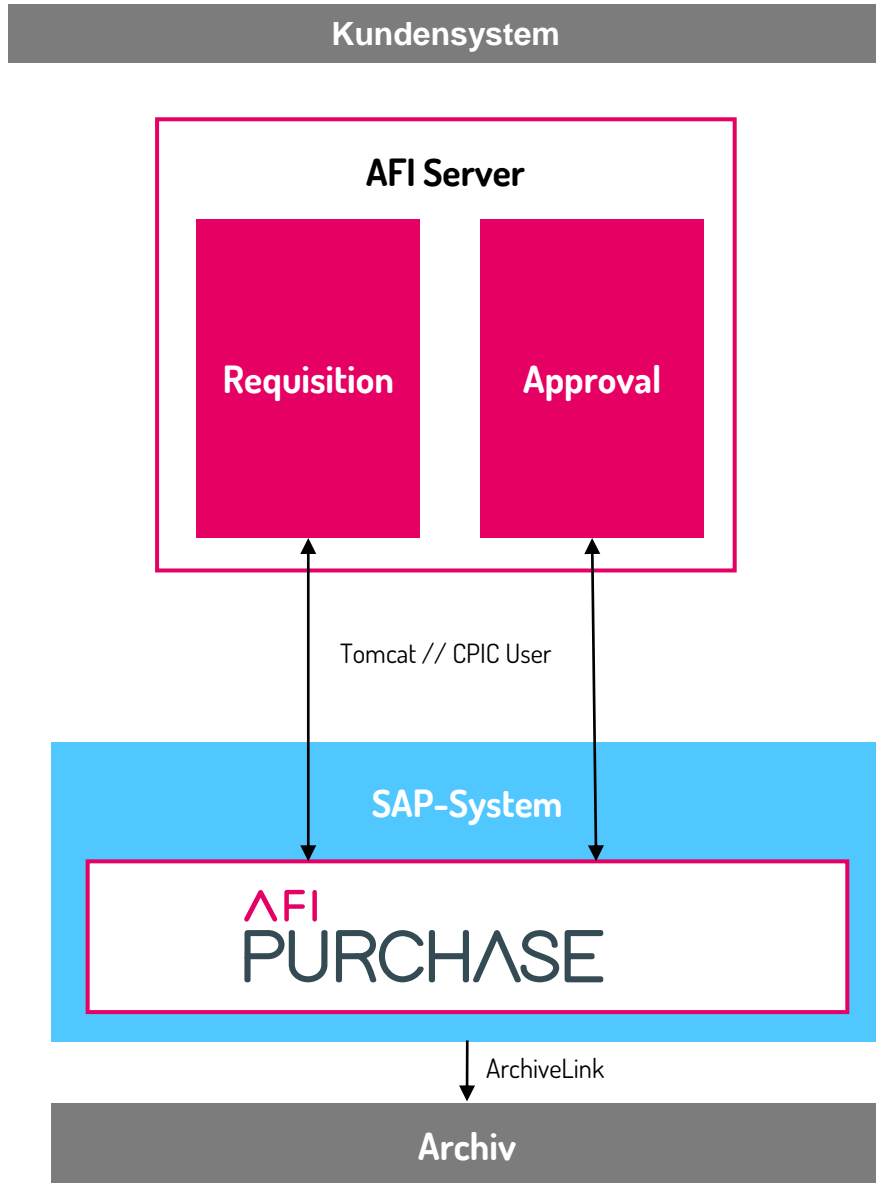 Kundensystem
AFI Server
Requisition
Approval
Tomcat // CPIC User
SAP-System
AFI
PURCHASE
ArchiveLink
Archiv